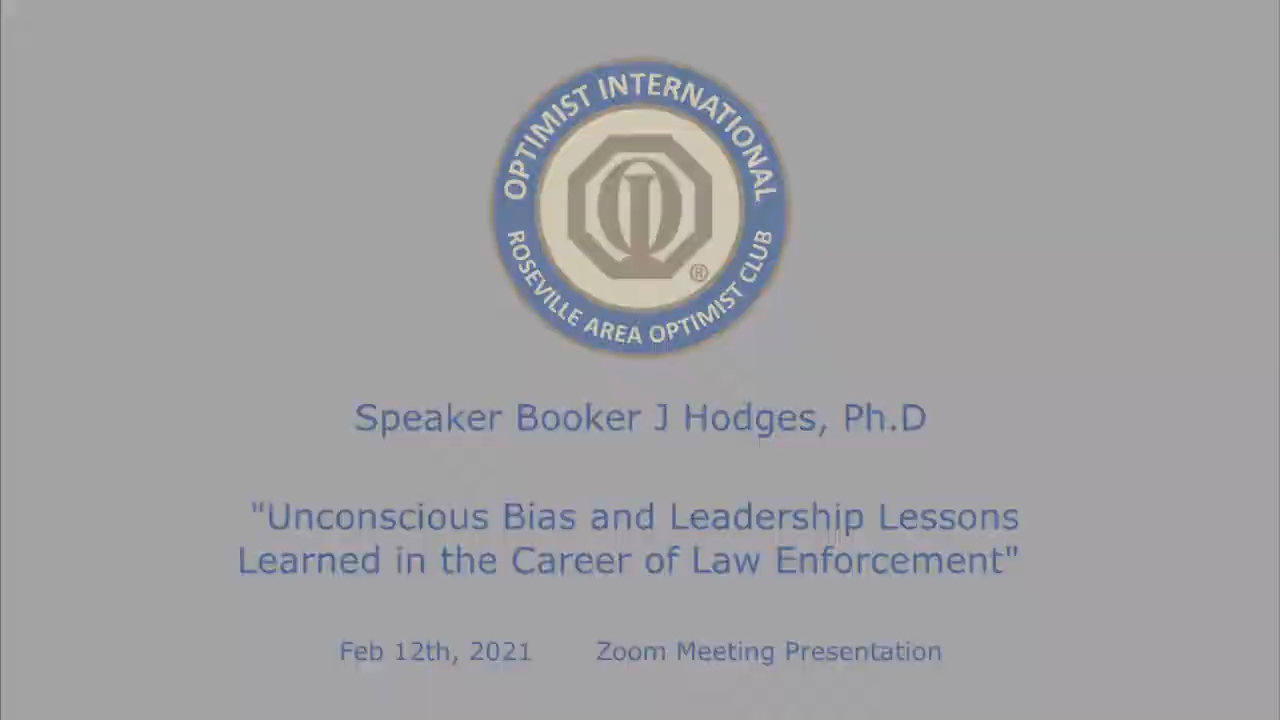 OPTIMIST INTERNATIONAL
ROSEVILLE AREA OPTIMIST CLUB
®
Speaker Booker J Hodges, Ph.D
"Unconscious Bias and Leadership Lessons
Learned in the Career of Law Enforcement"
Feb 12th, 2021 Zoom Meeting Presentation